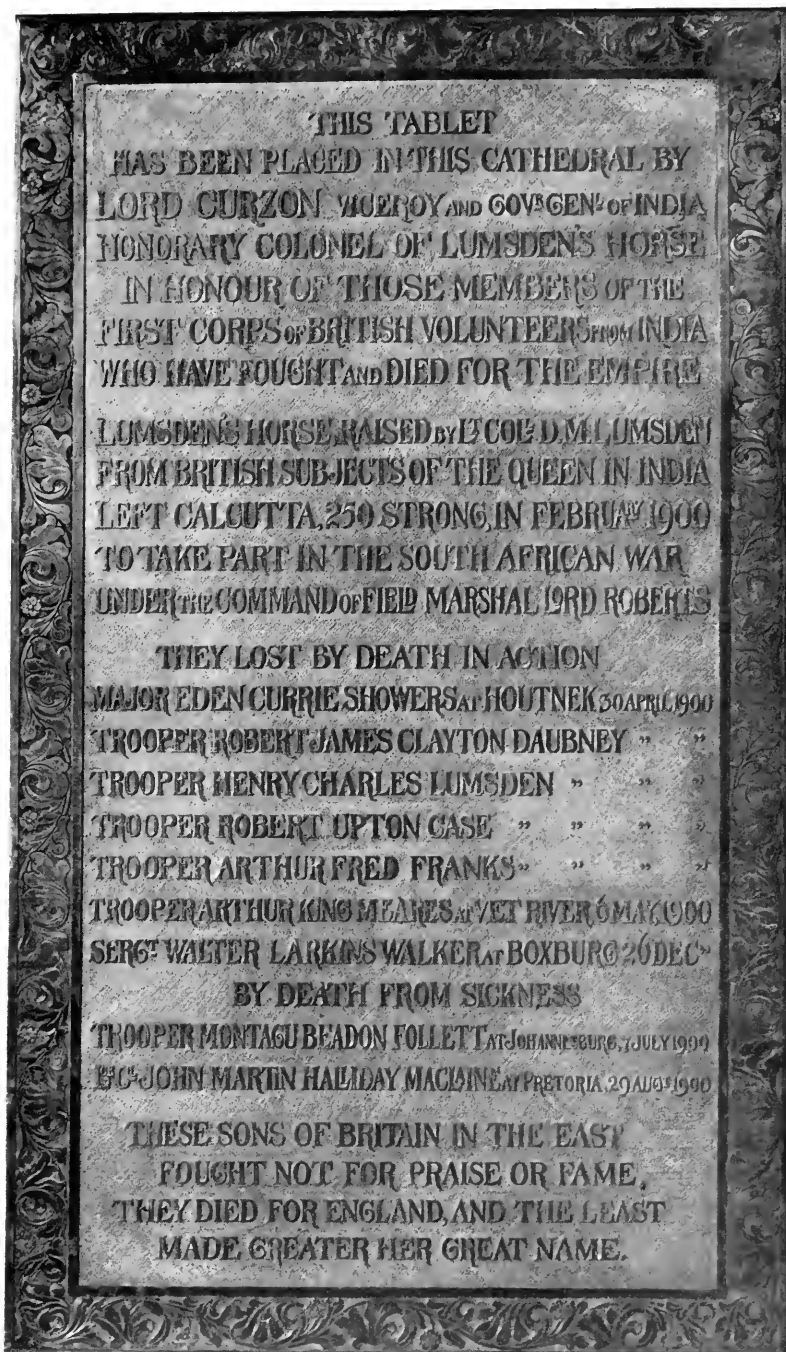 THIS TABLET
HAS BEEN PLACED IN THIS CATHEDRAL BY
LORD CURZON VICEROY AND GOVR GENL OF INDIA
HONORARY COLONEL OF LUMSDEN'S HORSE
IN HONOUR OF THOSE MEMBERS OF THE
FIRST CORPS OF BRITISH VOLUNTEERS FROM INDIA
WHO HAVE FOUGHT AND DIED FOR THE EMPIRE
LUMSDEN'S HORSE, RAISED BY LT COL D.M. LUMSDEN
FROM BRITISH SUBJECTS OF THE QUEEN IN INDIA
LEFT CALCUTTA, 250 STRONG, IN FEBRUARY 1900
TO TAKE PART IN THE SOUTH AFRICAN WAR
UNDER THE COMMAND OF FIELD MARSHAL LORD ROBERTS
THEY LOST BY DEATH IN ACTION
MAJOR EDEN CURRIE SHOWERS AT HOUTNEK 30 APRIL, 1900
TROOPER ROBERT JAMES CLAYTON DAUBNEY " "
TROOPER HENRY CHARLES LUMSDEN " " "
TROOPER ROBERT UPTON CASE " " " "
TROOPER ARTHUR FRED FRANKS " " " "
TROOPER ARTHUR KING MEARES AT VET RIVER 6 MAY, 1900
SERGT WALTER LARKINS WALKER AT BOXBURG 26 DEC "
BY DEATH FROM SICKNESS
TROOPER MONTAGU BEADON FOLLETT AT JOHANNESBURG, 7 JULY 1900
LCE CL JOHN MARTIN HALLIDAY MACLAINE AT PRETORIA, 29 AUGT 1900
THESE SONS OF BRITAIN IN THE EAST
FOUGHT NOT FOR PRAISE OR FAME,
THEY DIED FOR ENGLAND, AND THE LEAST
MADE GREATER HER GREAT NAME.